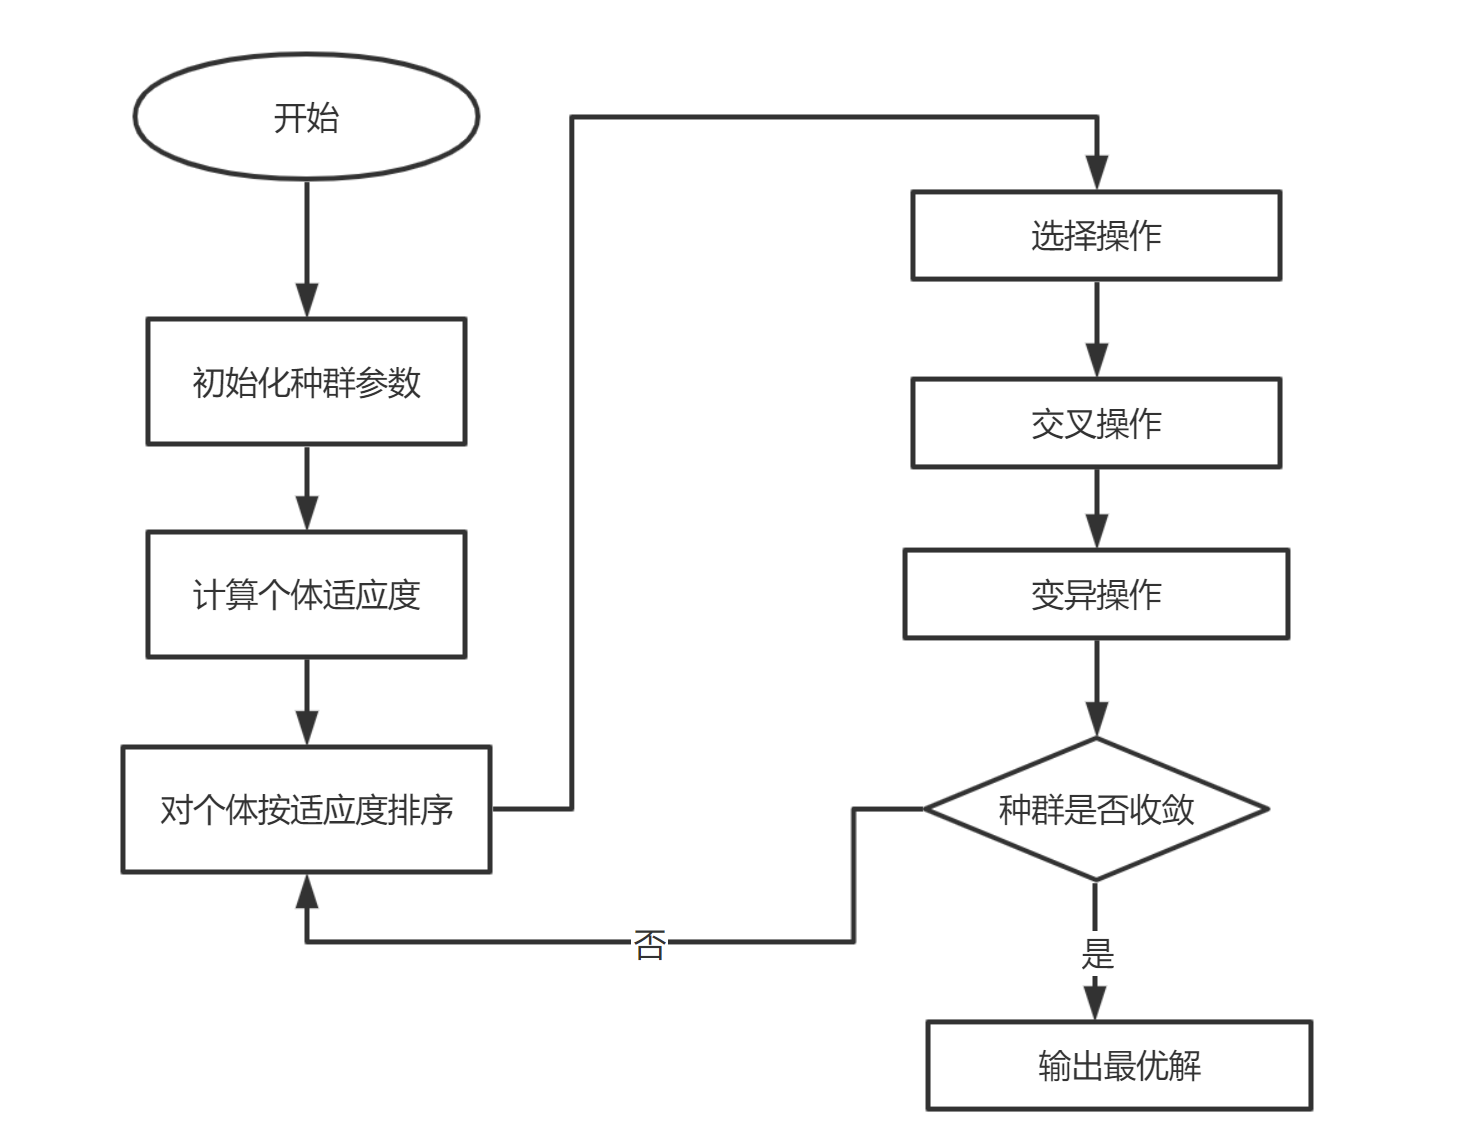 开始
初始化种群参数
计算个体适应度
对个体按适应度排序
选择操作
交叉操作
变异操作
种群是否收敛
否
是
输出最优解